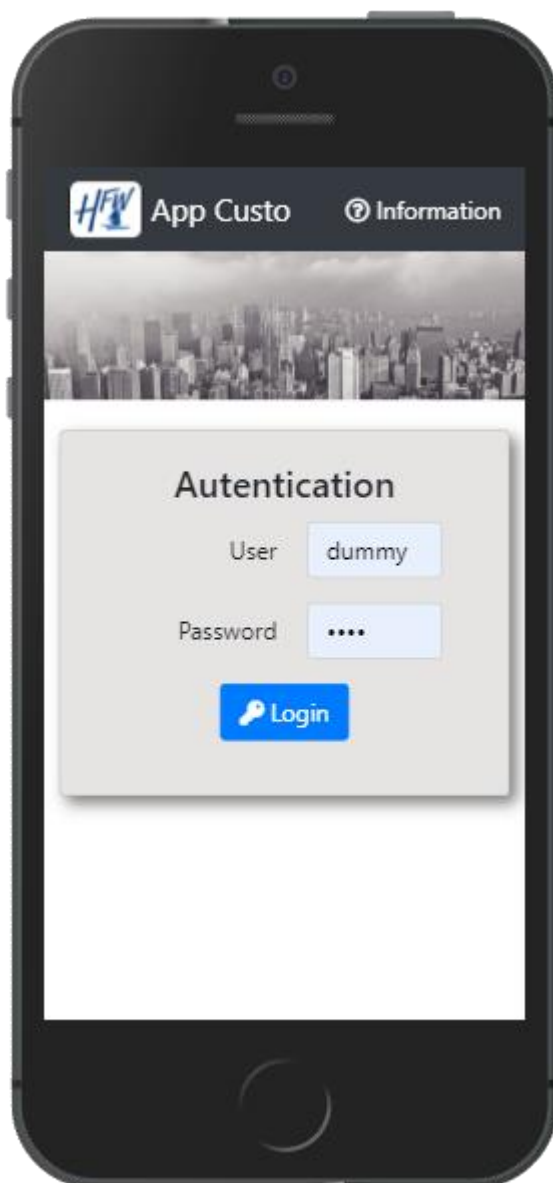 HFW App Custo Information
Autentication
User dummy
Password ••••
Login